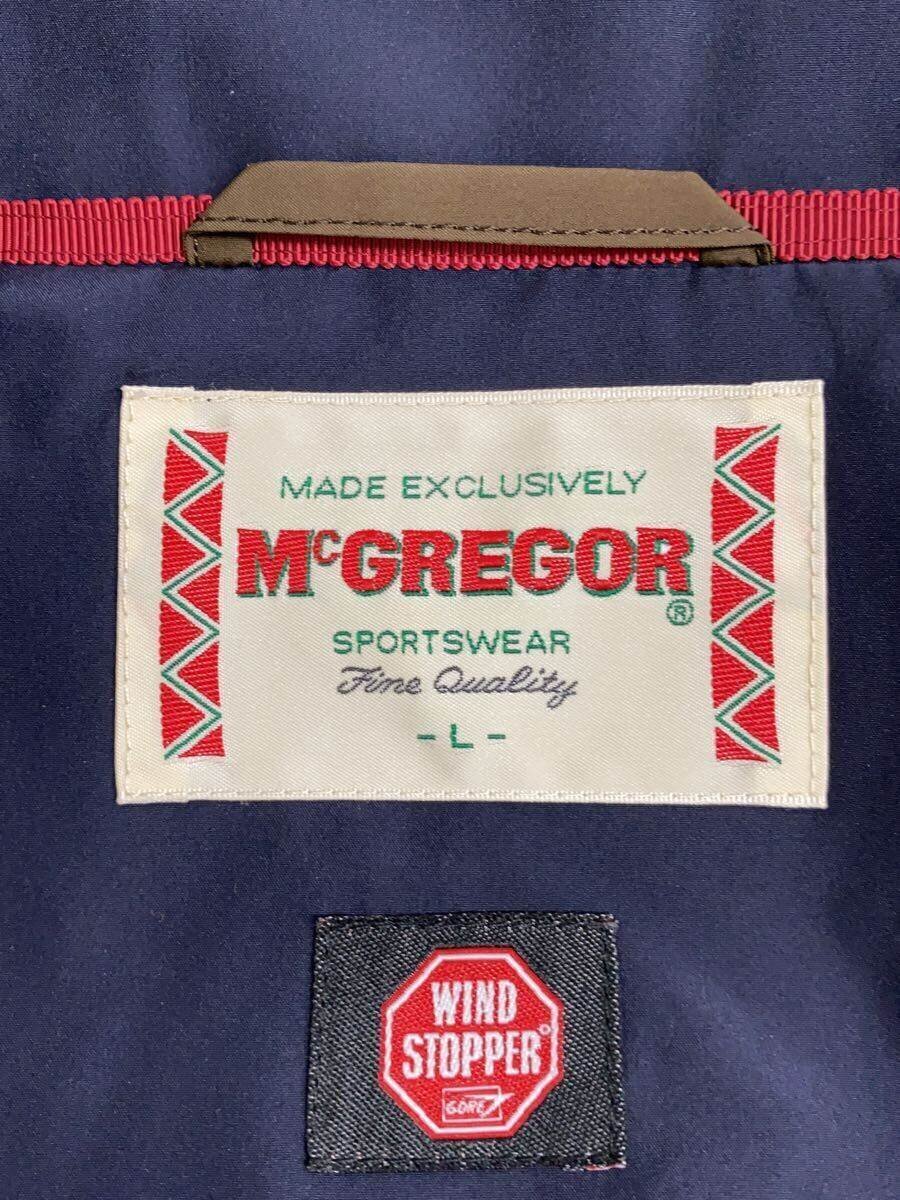 MADE EXCLUSIVELY
McGREGOR
®
SPORTSWEAR
Fine Quality
- L -
WIND
STOPPER®
GORE